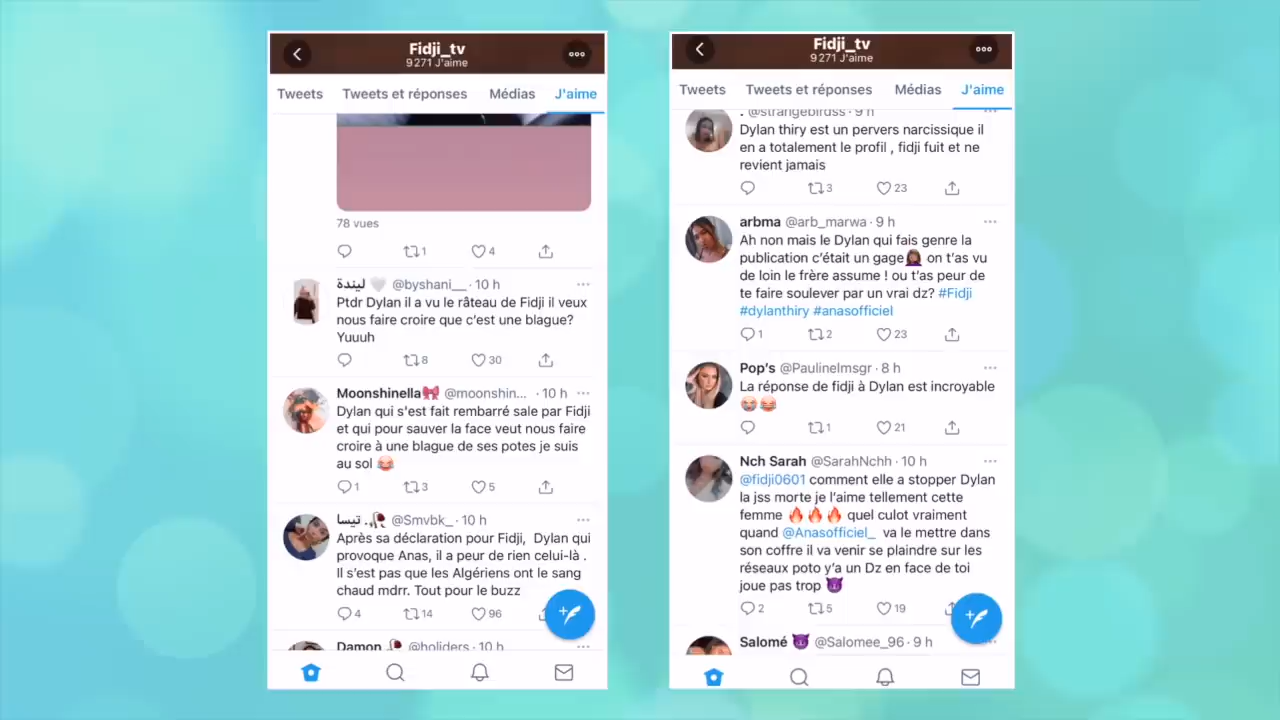 Fidji_tv
9 271 J'aime
Tweets Tweets et réponses Médias J'aime
78 vues
1 4
ليندة 🤍 @byshani__ · 10 h
Ptdr Dylan il a vu le râteau de Fidji il veux
nous faire croire que c'est une blague?
Yuuuh
8 30
Moonshinella🎀 @moonshin... · 10 h
Dylan qui s'est fait rembarré sale par Fidji
et qui pour sauver la face veut nous faire
croire à une blague de ses potes je suis
au sol 😂
1 3 5
تيسا .🥀 @Smvbk_ · 10 h
Après sa déclaration pour Fidji, Dylan qui
provoque Anas, il a peur de rien celui-là .
Il s'est pas que les Algériens ont le sang
chaud mdrr. Tout pour le buzz
4 14 96
Damon 🥀 @holiders · 10 h
Fidji_tv
9 271 J'aime
Tweets Tweets et réponses Médias J'aime
. @strangebirdss · 9 h
Dylan thiry est un pervers narcissique il
en a totalement le profil , fidji fuit et ne
revient jamais
3 23
arbma @arb_marwa · 9 h
Ah non mais le Dylan qui fais genre la
publication c'était un gage🤦🏾‍♀️ on t'as vu
de loin le frère assume ! ou t'as peur de
te faire soulever par un vrai dz? #Fidji
#dylanthiry #anasofficiel
1 2 23
Pop's @Paulinelmsgr · 8 h
La réponse de fidji à Dylan est incroyable
😭😂
1 21
Nch Sarah @SarahNchh · 10 h
@fidji0601 comment elle a stopper Dylan
la jss morte je l'aime tellement cette
femme 🔥🔥🔥 quel culot vraiment
quand @Anasofficiel_ va le mettre dans
son coffre il va venir se plaindre sur les
réseaux poto y'a un Dz en face de toi
joue pas trop 😈
2 5 19
Salomé 😈 @Salomee_96 · 9 h